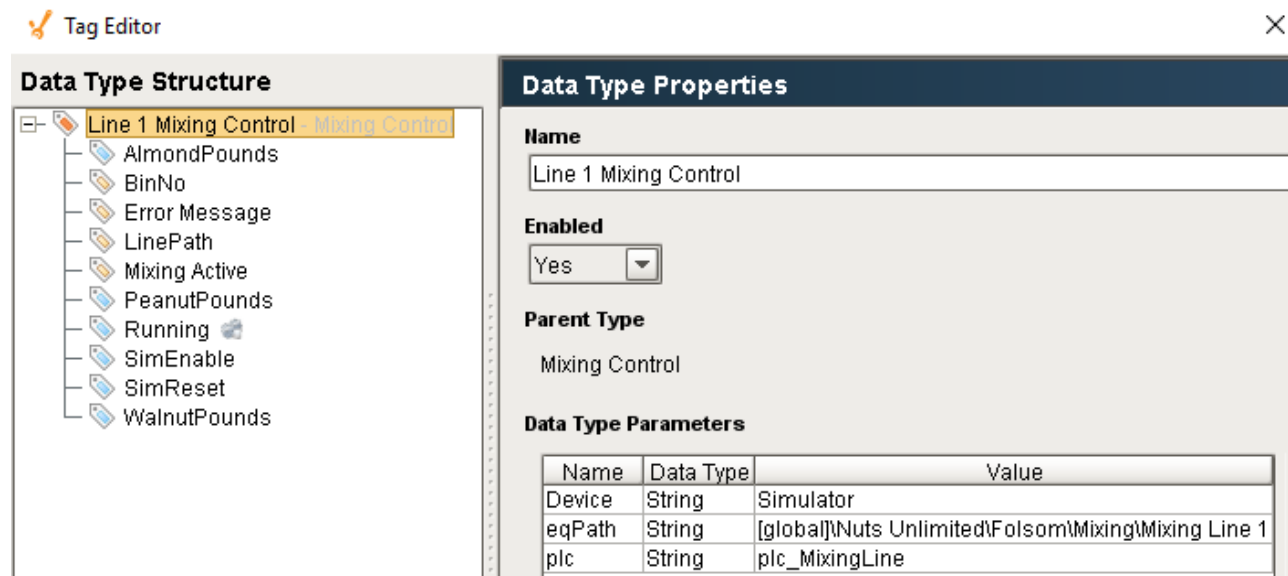 Tag Editor
Data Type Structure
Line 1 Mixing Control - Mixing Control
AlmondPounds
BinNo
Error Message
LinePath
Mixing Active
PeanutPounds
Running
SimEnable
SimReset
WalnutPounds
Data Type Properties
Name
Line 1 Mixing Control
Enabled
Yes
Parent Type
Mixing Control
Data Type Parameters
Name Data Type Value
Device String Simulator
eqPath String [global]\Nuts Unlimited\Folsom\Mixing\Mixing Line 1
plc String plc_MixingLine